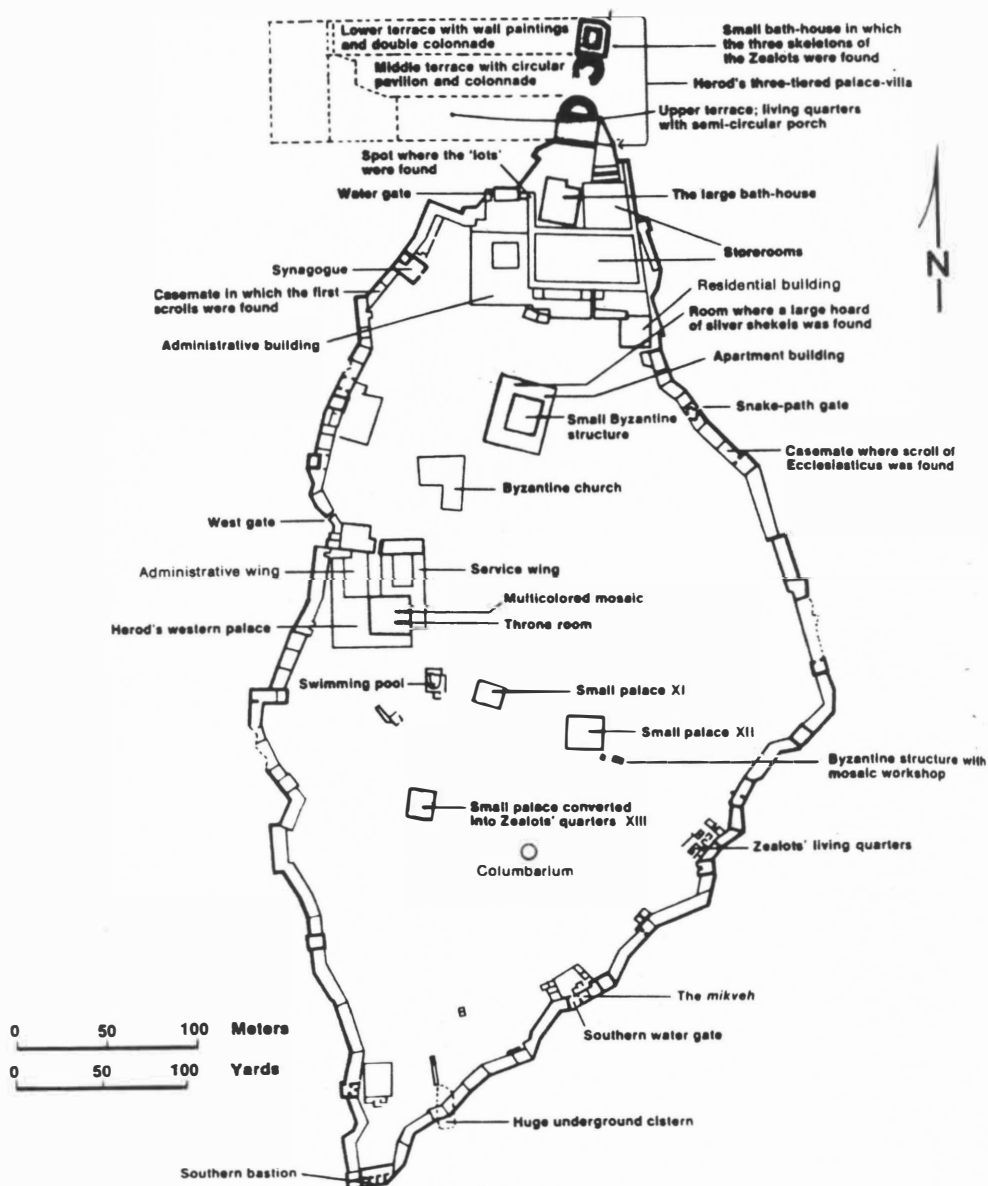 Lower terrace with wall paintings
and double colonnade
Middle terrace with circular
pavilion and colonnade
Small bath-house in which
the three skeletons of
the Zealots were found
Herod's three-tiered palace-villa
Upper terrace; living quarters
with semi-circular porch
Spot where the 'lots'
were found
Water gate
The large bath-house
N
Storerooms
Synagogue
Residential building
Casemate in which the first
scrolls were found
Room where a large hoard
of silver shekels was found
Administrative building
Apartment building
Small Byzantine
structure
Snake-path gate
Casemate where scroll of
Ecclesiasticus was found
Byzantine church
West gate
Administrative wing
Service wing
Multicolored mosaic
Herod's western palace
Throne room
Swimming pool
Small palace XI
Small palace XII
Byzantine structure with
mosaic workshop
Small palace converted
into Zealots' quarters XIII
Zealots' living quarters
Columbarium
The mikveh
Southern water gate
0 50 100 Meters
0 50 100 Yards
Huge underground cistern
Southern bastion